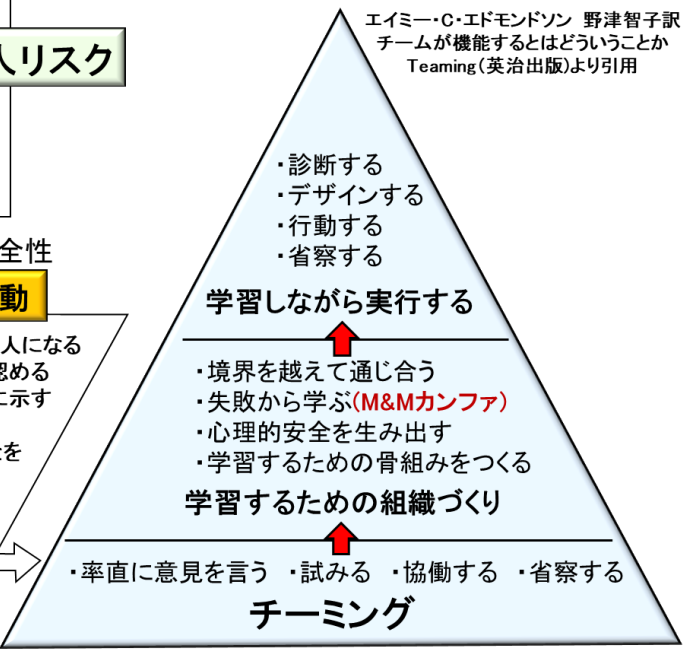 エイミー・C・エドモンドソン 野津智子訳
チームが機能するとはどういうことか
Teaming(英治出版)より引用
人リスク
・診断する
・デザインする
・行動する
・省察する
学習しながら実行する
全性
動
人になる
認める
に示す
を
・境界を越えて通じ合う
・失敗から学ぶ(M&Mカンファ)
・心理的安全を生み出す
・学習するための骨組みをつくる
学習するための組織づくり
・率直に意見を言う ・試みる ・協働する ・省察する
チーミング